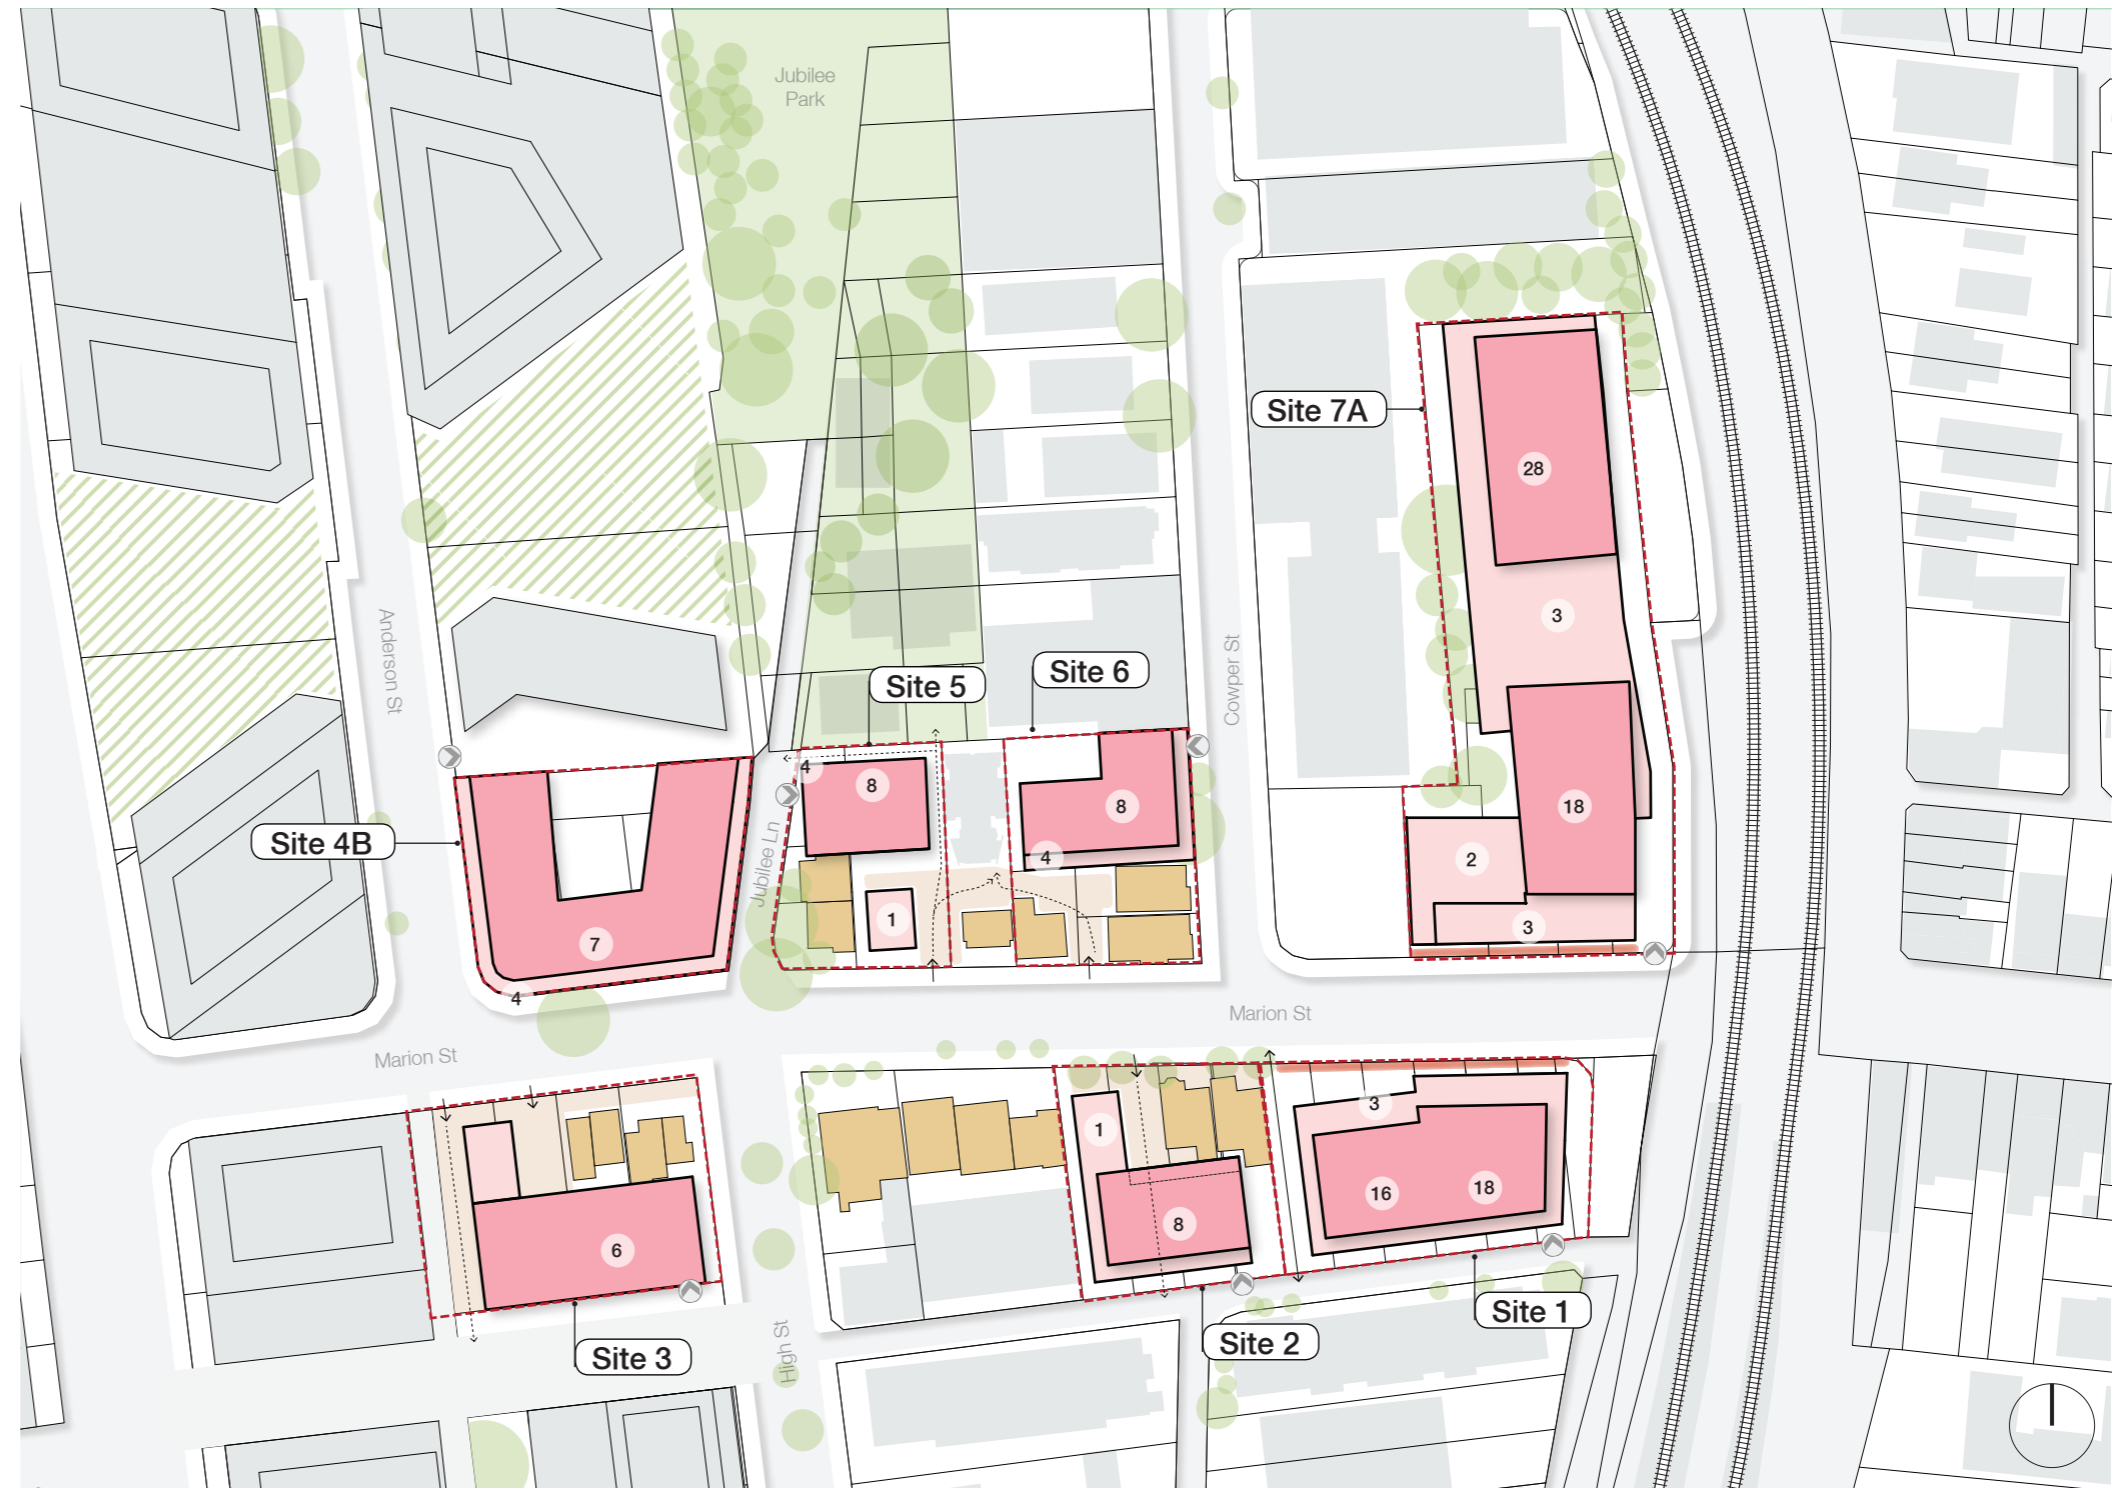 Jubilee
Park
Site 7A
28
3
Anderson St
Cowper St
Site 5
Site 6
4
8
8
18
Site 4B
Jubilee Ln
4
2
1
7
3
4
Marion St
Marion St
3
1
16
18
8
6
Site 1
Site 2
Site 3
High St